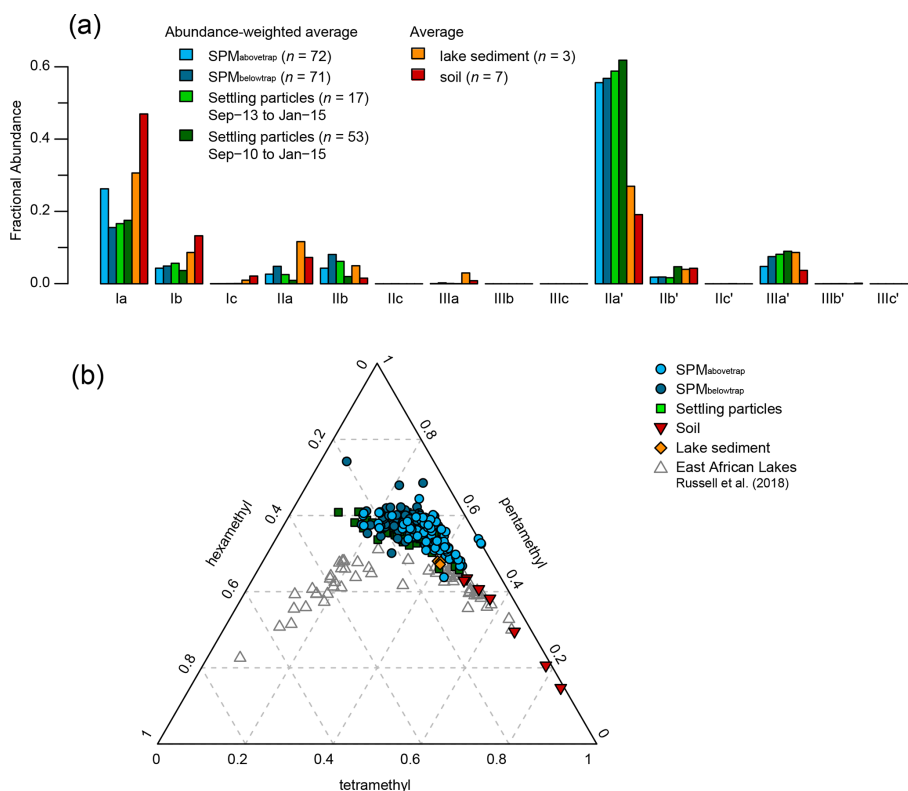 (a)
Abundance-weighted average
SPMabovetrap (n = 72)
SPMbelowtrap (n = 71)
Settling particles (n = 17)
Sep−13 to Jan−15
Settling particles (n = 53)
Sep−10 to Jan−15
Average
lake sediment (n = 3)
soil (n = 7)
Fractional Abundance
0.6
0.4
0.2
0.0
Ia Ib Ic IIa IIb IIc IIIa IIIb IIIc IIa' IIb' IIc' IIIa' IIIb' IIIc'
(b)
SPMabovetrap
SPMbelowtrap
Settling particles
Soil
Lake sediment
East African Lakes
Russell et al. (2018)
hexamethyl
0
0.2
0.4
0.6
0.8
1
pentamethyl
1
0.8
0.6
0.4
0.2
0
0 0.2 0.4 0.6 0.8 1
tetramethyl